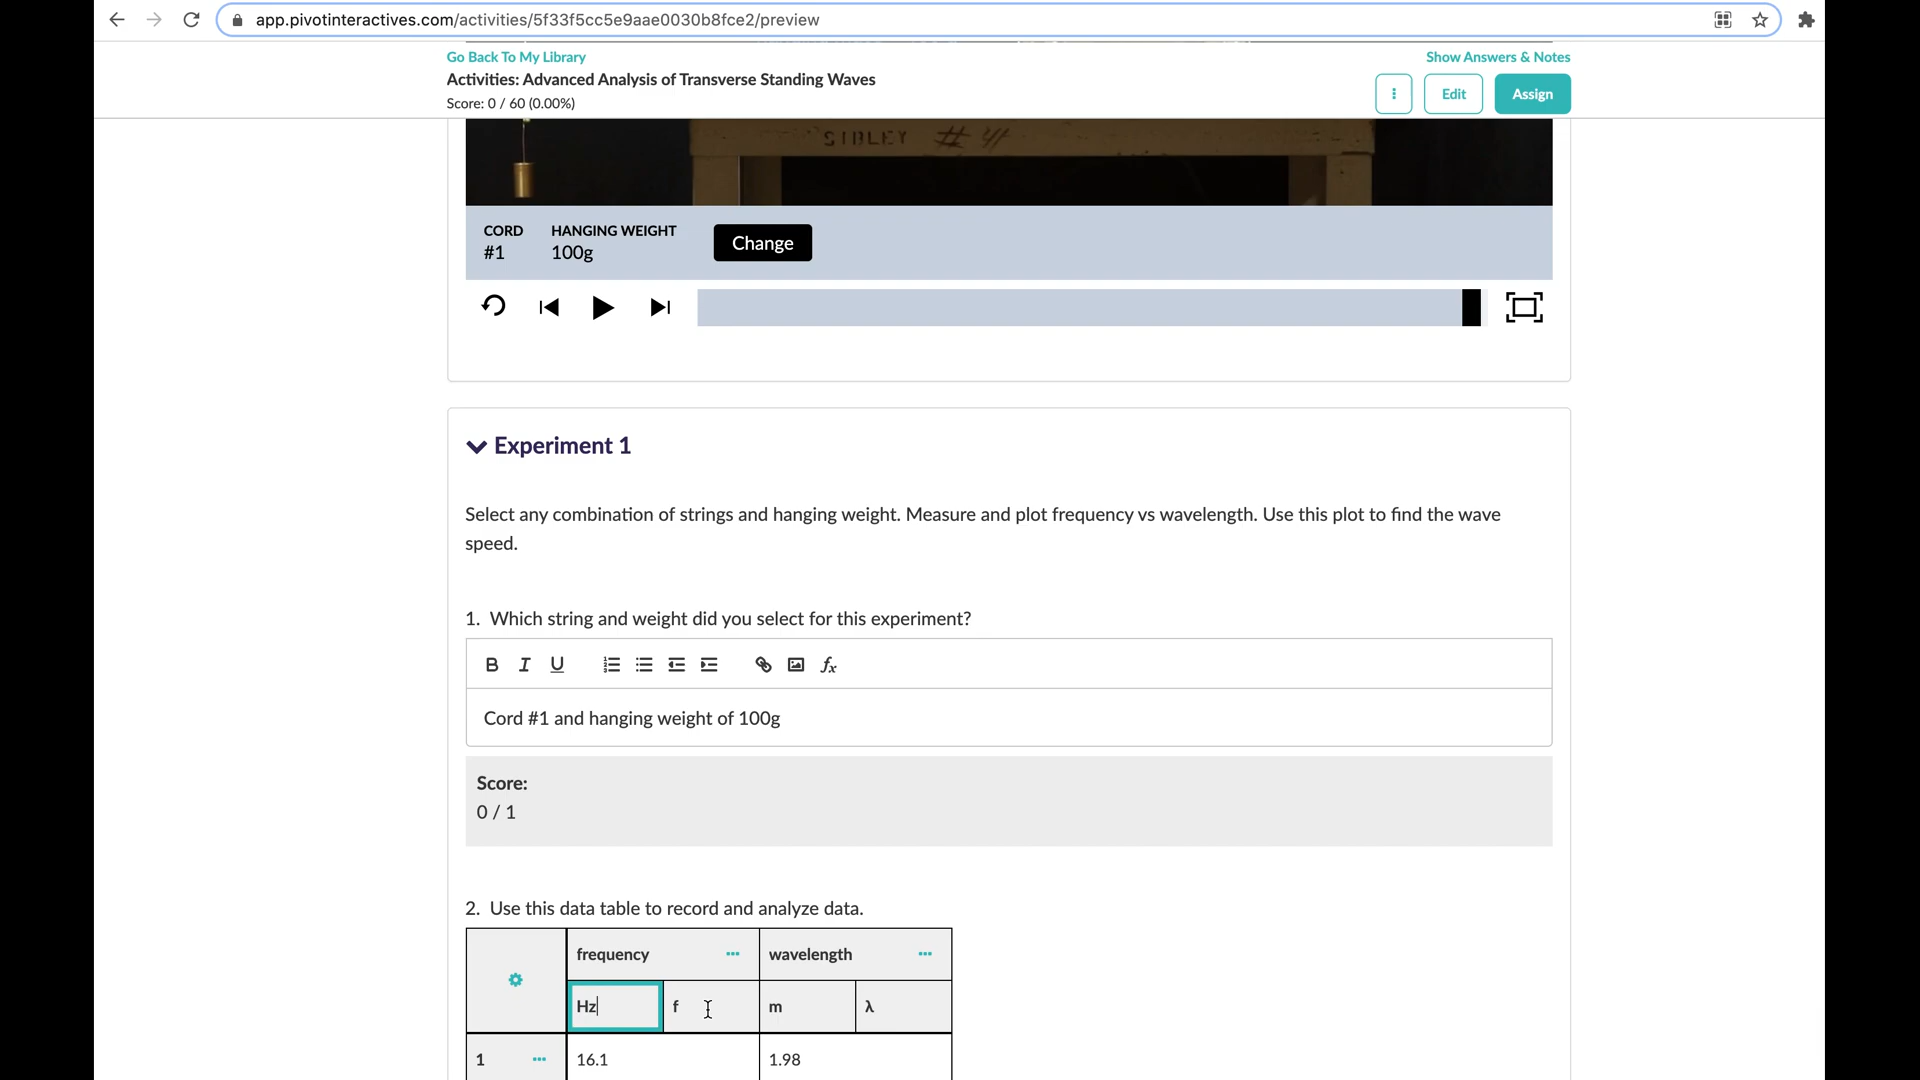 app.pivotinteractives.com/activities/5f33f5cc5e9aae0030b8fce2/preview
Go Back To My Library
Show Answers & Notes
Activities: Advanced Analysis of Transverse Standing Waves
Edit
Assign
Score: 0 / 60 (0.00%)
SIBLEY #4
CORD
HANGING WEIGHT
#1
100g
Change
Experiment 1
Select any combination of strings and hanging weight. Measure and plot frequency vs wavelength. Use this plot to find the wave
speed.
1. Which string and weight did you select for this experiment?
B I U fx
Cord #1 and hanging weight of 100g
Score:
0 / 1
2. Use this data table to record and analyze data.
frequency
wavelength
Hz
f
m
λ
1
16.1
1.98